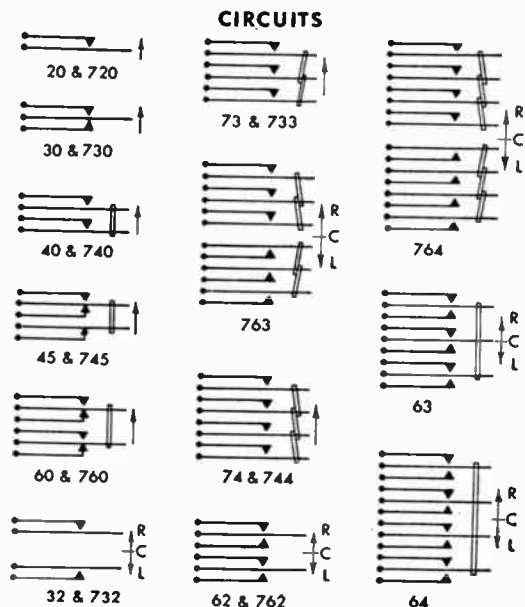 CIRCUITS
20 & 720
30 & 730
40 & 740
45 & 745
60 & 760
R
C
L
32 & 732
73 & 733
R
C
L
763
74 & 744
R
C
L
62 & 762
R
C
L
764
R
C
L
63
R
C
L
64